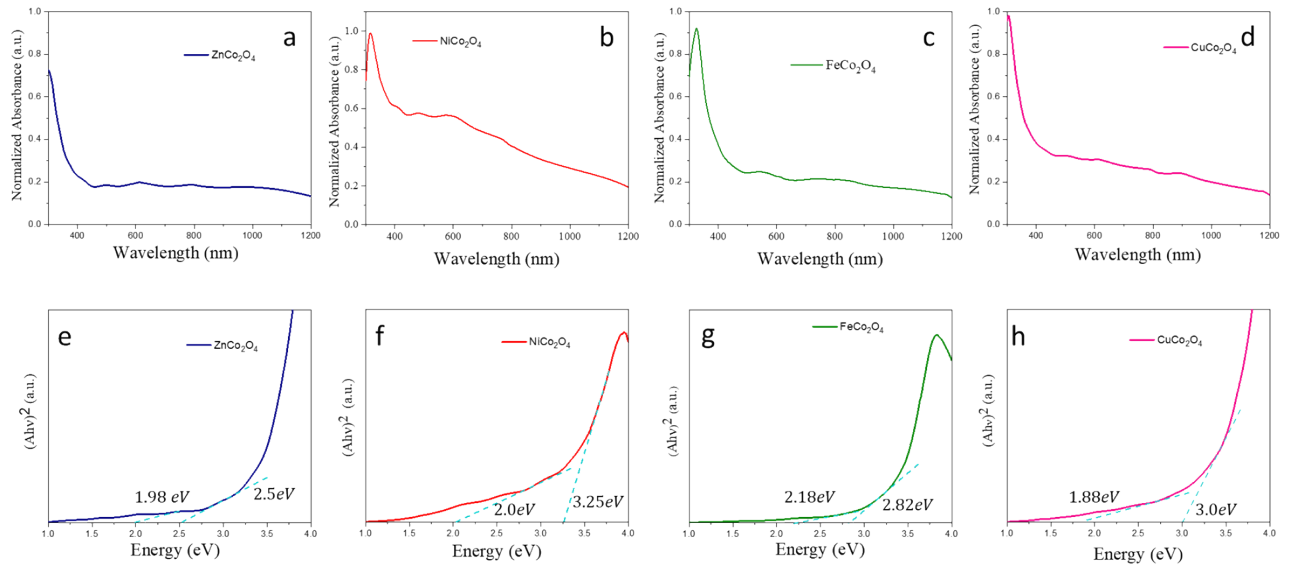 a
ZnCo₂O₄
Normalized Absorbance (a.u.)
1.0
0.8
0.6
0.4
0.2
0.0
400 600 800 1000 1200
Wavelength (nm)
b
NiCo₂O₄
Normalized Absorbance (a.u.)
1.0
0.8
0.6
0.4
0.2
0.0
400 600 800 1000 1200
Wavelength (nm)
c
FeCo₂O₄
Normalized Absorbance (a.u.)
1.0
0.8
0.6
0.4
0.2
0.0
400 600 800 1000 1200
Wavelength (nm)
d
CuCo₂O₄
Normalized Absorbance (a.u.)
1.0
0.8
0.6
0.4
0.2
0.0
400 600 800 1000 1200
Wavelength (nm)
e
ZnCo₂O₄
(Ahν)² (a.u.)
1.98 eV
2.5eV
1.0 1.5 2.0 2.5 3.0 3.5 4.0
Energy (eV)
f
NiCo₂O₄
(Ahν)² (a.u.)
2.0eV
3.25eV
1.0 1.5 2.0 2.5 3.0 3.5 4.0
Energy (eV)
g
FeCo₂O₄
(Ahν)² (a.u.)
2.18eV
2.82eV
1.0 1.5 2.0 2.5 3.0 3.5 4.0
Energy (eV)
h
CuCo₂O₄
(Ahν)² (a.u.)
1.88eV
3.0eV
1.0 1.5 2.0 2.5 3.0 3.5 4.0
Energy (eV)